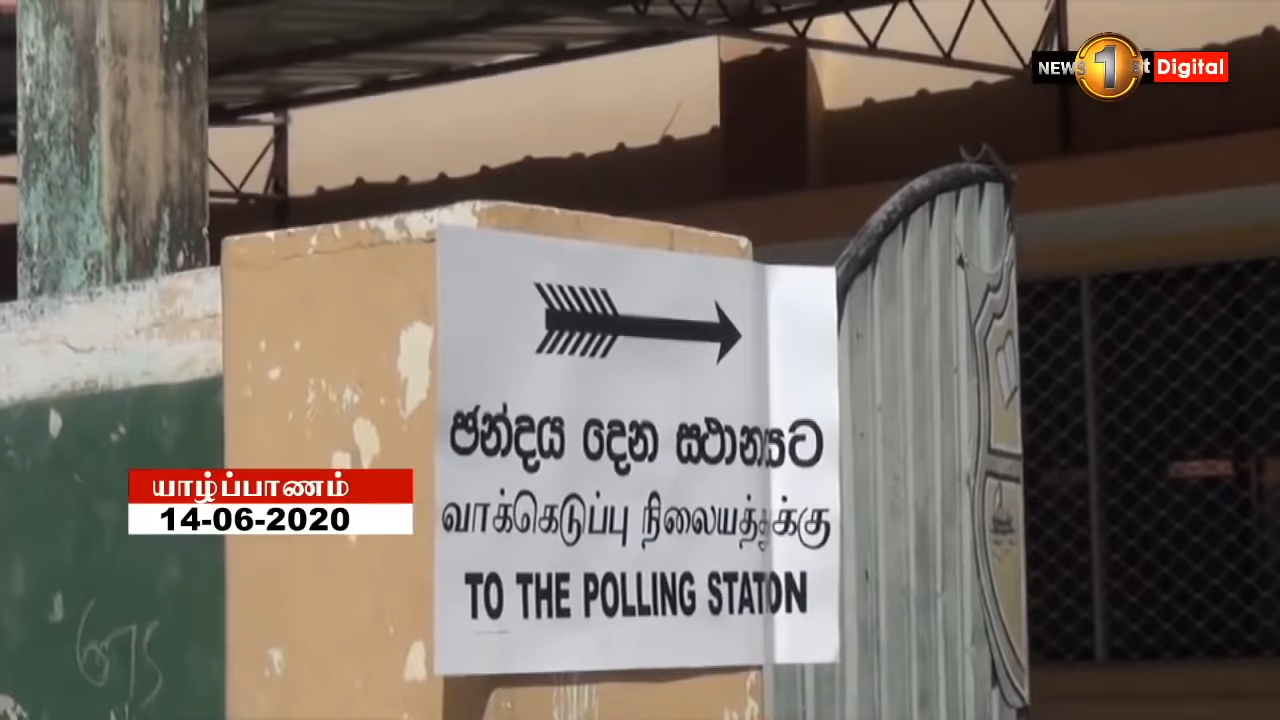 NEWS 1st Digital
ඡන්දය දෙන ස්ථානයට
வாக்கெடுப்பு நிலையத்துக்கு
TO THE POLLING STATON
யாழ்ப்பாணம்
14-06-2020